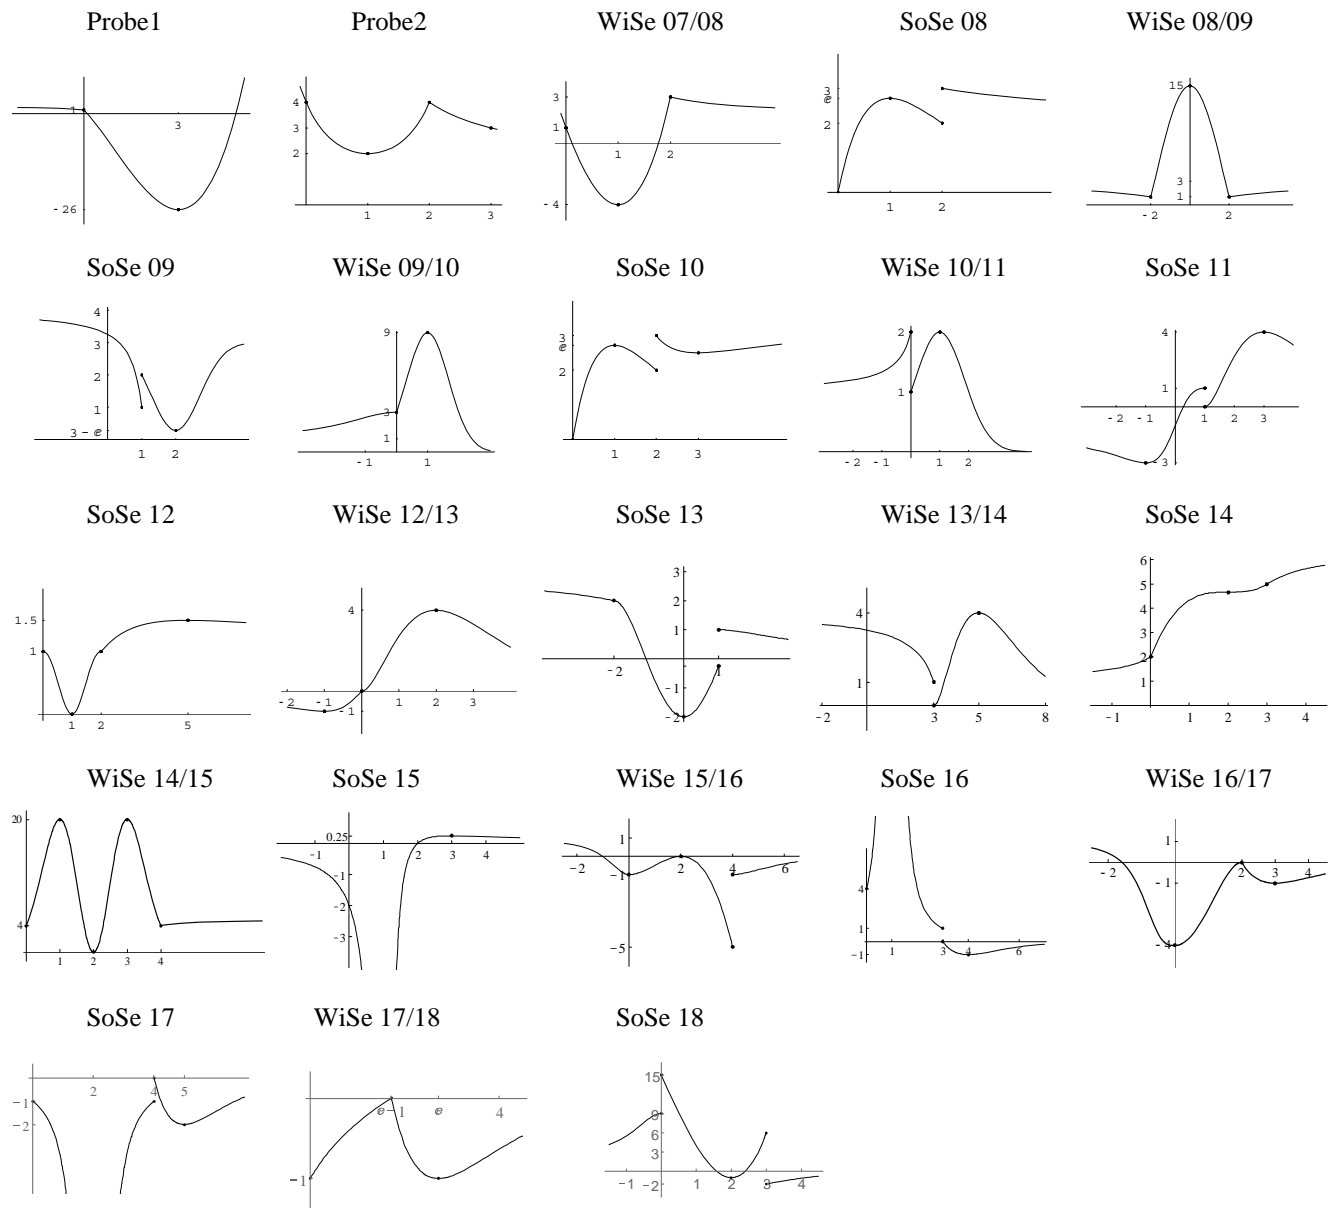 Probe1 Probe2 WiSe 07/08 SoSe 08 WiSe 08/09
1 3 -26
4 3 2 1 2 3
3 1 -4 1 2
3 e 2 1 2
15 3 1 -2 2
SoSe 09 WiSe 09/10 SoSe 10 WiSe 10/11 SoSe 11
4 3 2 1 3 - e 1 2
9 3 1 -1 1
3 e 2 1 2 3
2 1 -2 -1 1 2
4 1 -3 -2 -1 1 3
SoSe 12 WiSe 12/13 SoSe 13 WiSe 13/14 SoSe 14
1.5 1 1 2 5
4 -1 -2 -1 1 2 3
3 2 1 -1 -2 -2 1
4 1 -2 3 5 8
6 5 4 3 2 1 -1 1 2 3 4
WiSe 14/15 SoSe 15 WiSe 15/16 SoSe 16 WiSe 16/17
20 4 1 2 3 4
0.25 -1 -2 -3 -1 1 2 3 4
1 -1 -5 -2 2 4 6
4 1 -1 3 4 6
1 -1 -4 -2 2 3 5
SoSe 17 WiSe 17/18 SoSe 18
-1 -2 2 4 5
-1 e-1 e 4
15 9 6 3 -2 -1 1 2 3 4